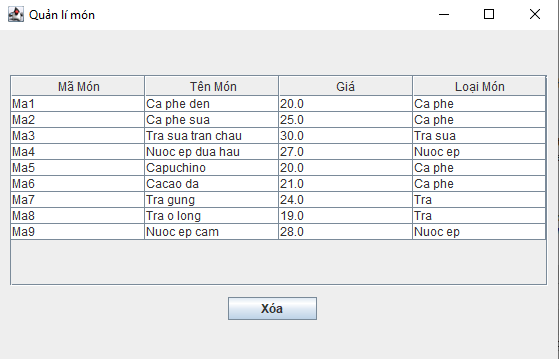 Quản lí món
Mã Món Tên Món Giá Loại Món
Ma1 Ca phe den 20.0 Ca phe
Ma2 Ca phe sua 25.0 Ca phe
Ma3 Tra sua tran chau 30.0 Tra sua
Ma4 Nuoc ep dua hau 27.0 Nuoc ep
Ma5 Capuchino 20.0 Ca phe
Ma6 Cacao da 21.0 Ca phe
Ma7 Tra gung 24.0 Tra
Ma8 Tra o long 19.0 Tra
Ma9 Nuoc ep cam 28.0 Nuoc ep
Xóa